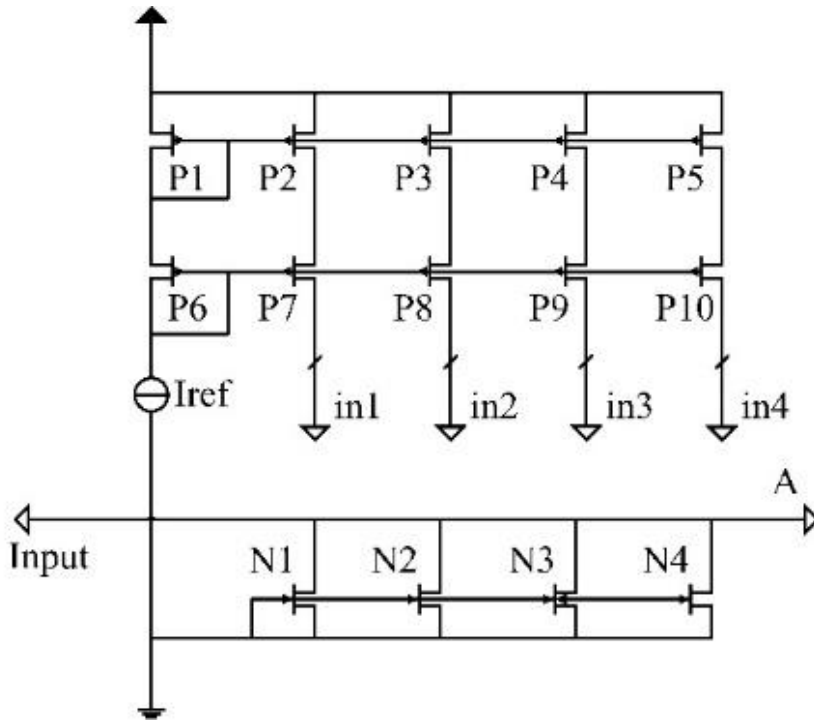 P1 P2 P3 P4 P5
P6 P7 P8 P9 P10
Iref in1 in2 in3 in4
A
Input
N1 N2 N3 N4